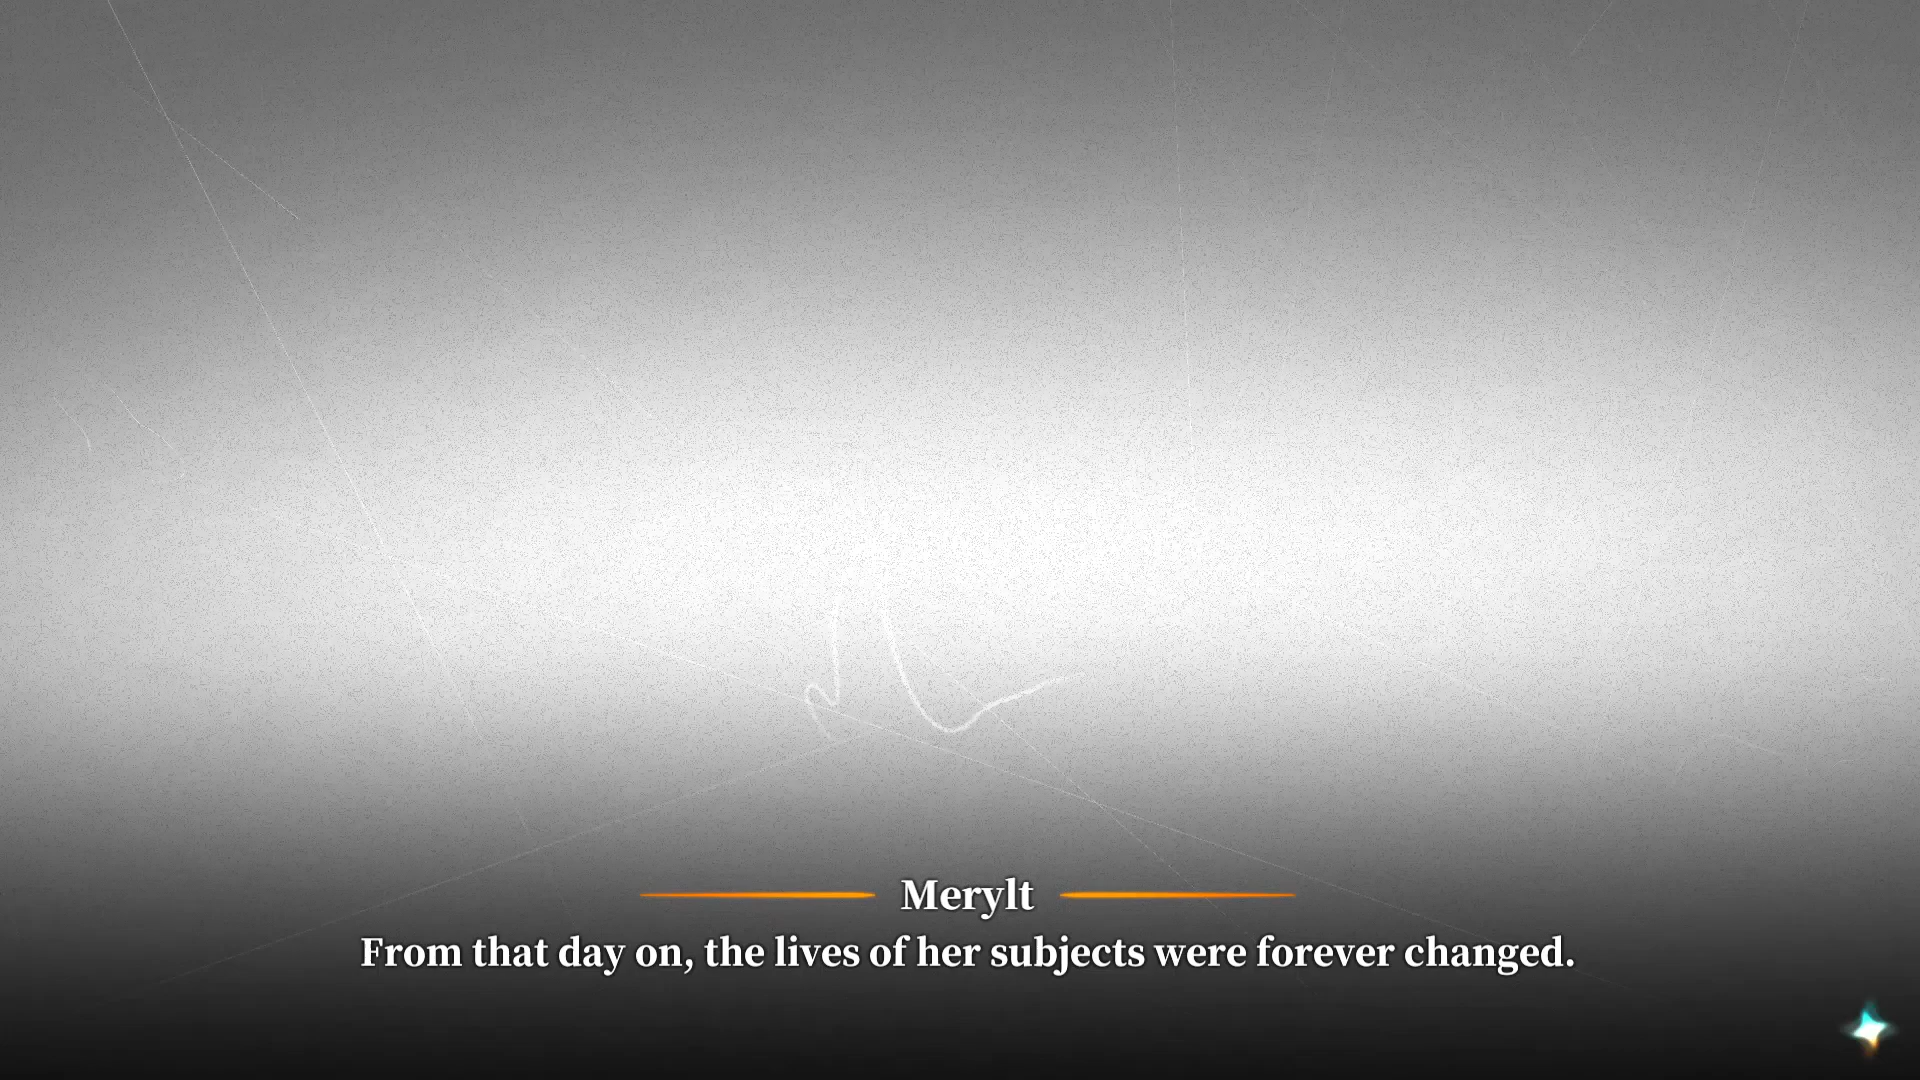 Merylt
From that day on, the lives of her subjects were forever changed.